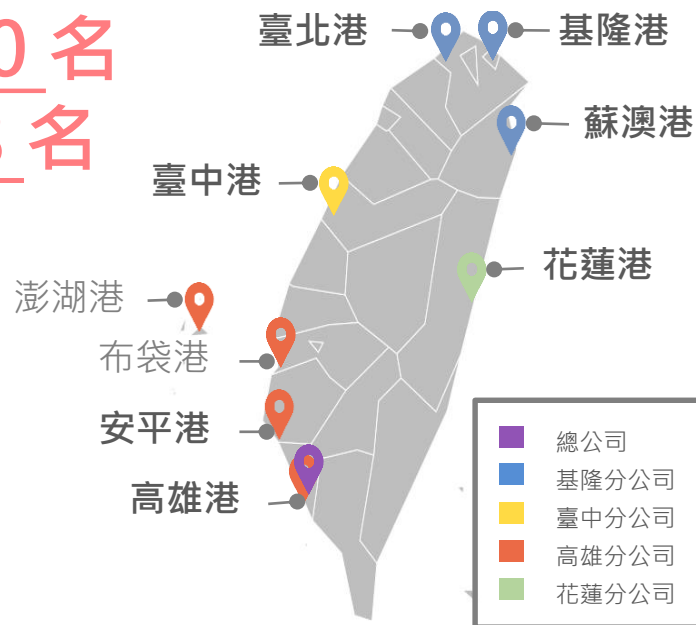 0 名
名
臺北港
基隆港
蘇澳港
臺中港
花蓮港
澎湖港
布袋港
安平港
高雄港
總公司
基隆分公司
臺中分公司
高雄分公司
花蓮分公司